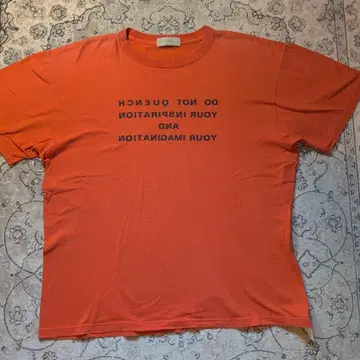 DO NOT QUENCH
YOUR INSPIRATION
AND
YOUR IMAGINATION